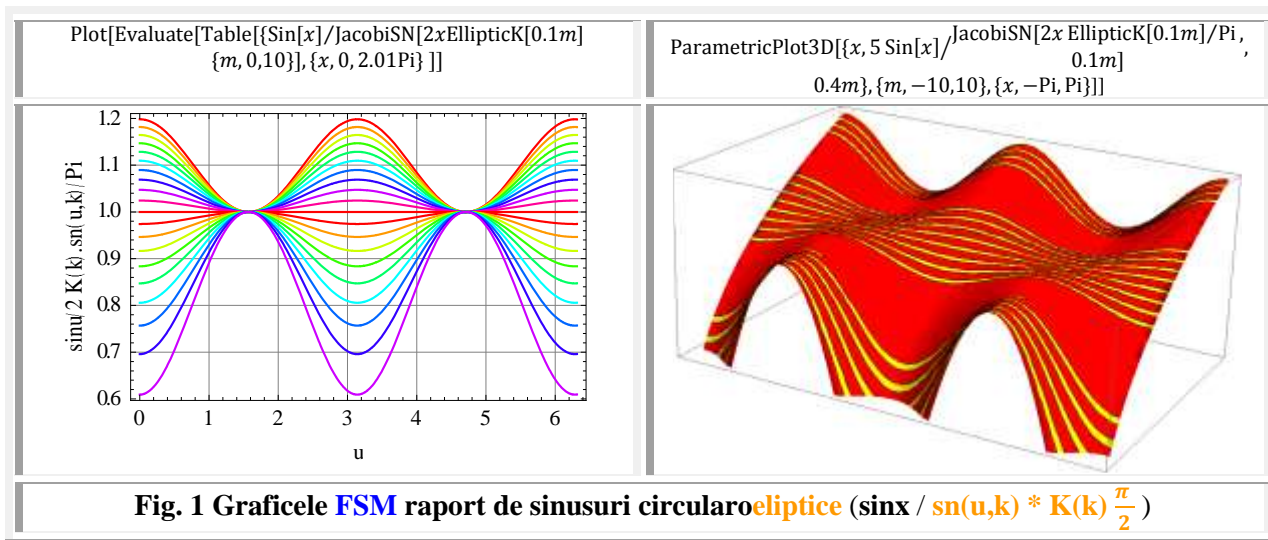 Plot[Evaluate[Table[{Sin[x]/JacobiSN[2xEllipticK[0.1m]
{m, 0,10}], {x, 0, 2.01Pi} ]]
ParametricPlot3D[{x, 5 Sin[x]/JacobiSN[2x EllipticK[0.1m]/Pi ,
0.1m] ,
0.4m}, {m, −10,10}, {x, −Pi, Pi}]]
sinu/2 K(k).sn(u,k)/Pi
1.2
1.1
1.0
0.9
0.8
0.7
0.6
0 1 2 3 4 5 6
u
Fig. 1 Graficele FSM raport de sinusuri circularoeliptice (sinx / sn(u,k) * K(k) π/2 )